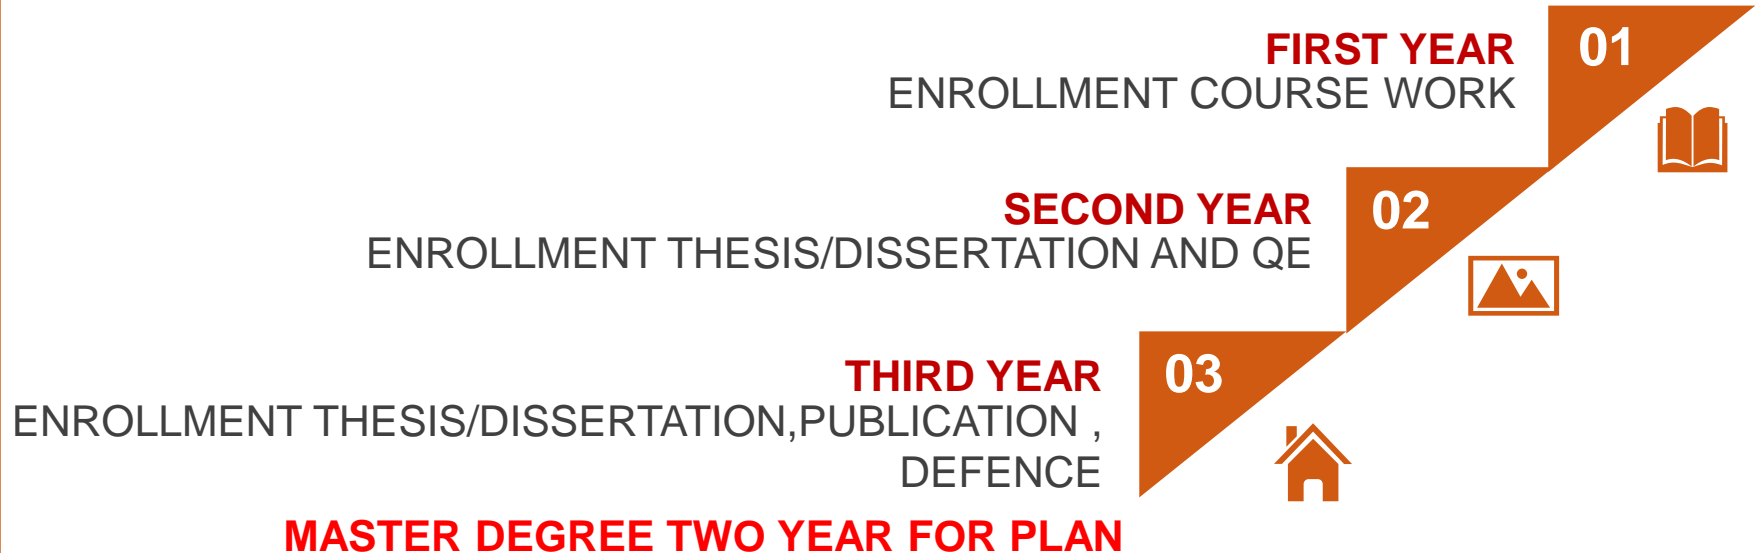 FIRST YEAR
01
ENROLLMENT COURSE WORK
SECOND YEAR
02
ENROLLMENT THESIS/DISSERTATION AND QE
THIRD YEAR
03
ENROLLMENT THESIS/DISSERTATION,PUBLICATION ,
DEFENCE
MASTER DEGREE TWO YEAR FOR PLAN